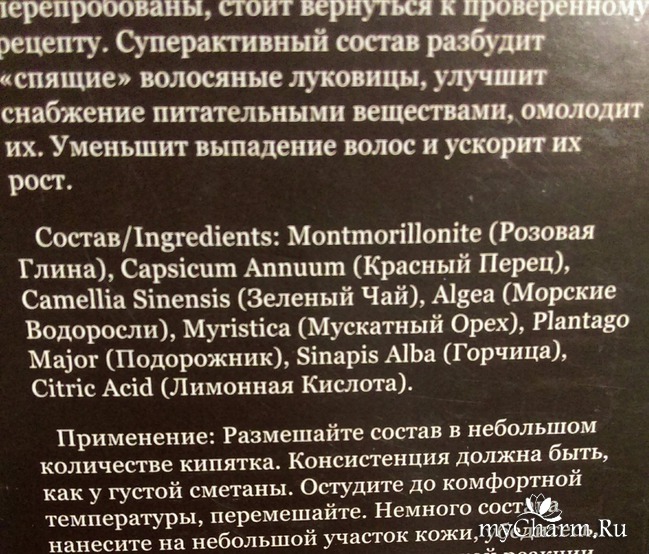 перепробованы, стоит вернуться к проверенному
рецепту. Суперактивный состав разбудит
«спящие» волосяные луковицы, улучшит
снабжение питательными веществами, омолодит
их. Уменьшит выпадение волос и ускорит их
рост.
Состав/Ingredients: Montmorillonite (Розовая
Глина), Capsicum Annuum (Красный Перец),
Camellia Sinensis (Зеленый Чай), Algea (Морские
Водоросли), Myristica (Мускатный Орех), Plantago
Major (Подорожник), Sinapis Alba (Горчица),
Citric Acid (Лимонная Кислота).
Применение: Размешайте состав в небольшом
количестве кипятка. Консистенция должна быть,
как у густой сметаны. Остудите до комфортной
температуры, перемешайте. Немного состава
нанесите на небольшой участок кожи,
реакции
myCharm.Ru